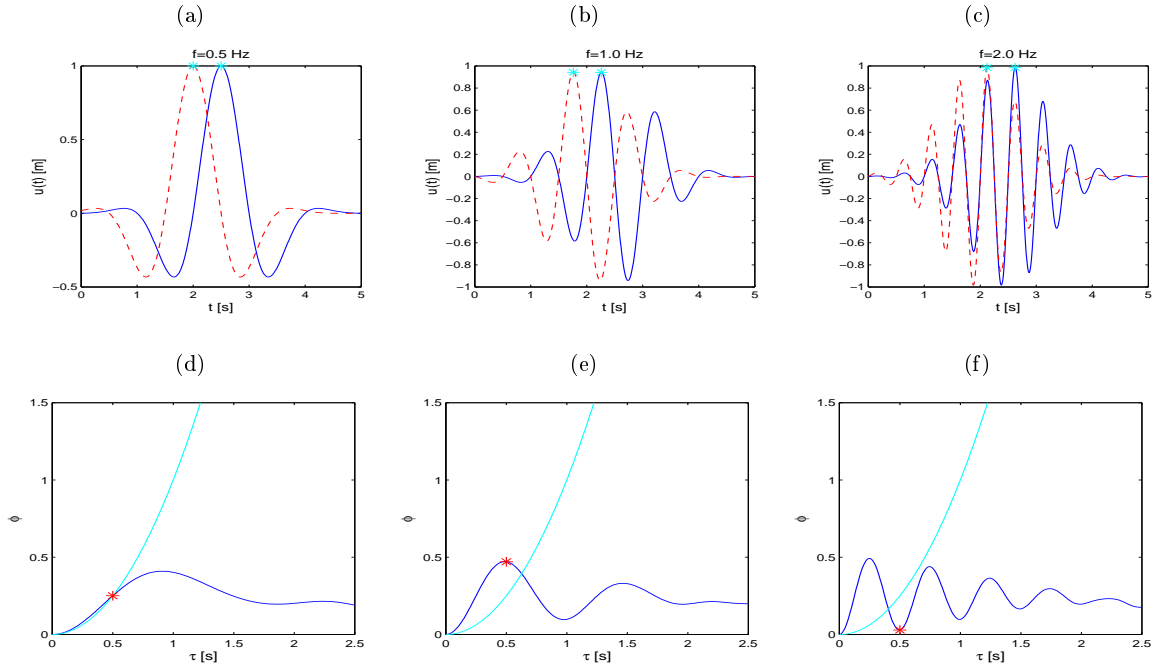 (a)
(b)
(c)
f=0.5 Hz
f=1.0 Hz
f=2.0 Hz
1
0.5
0
−0.5
u(t) [m]
0 1 2 3 4 5
t [s]
1
0.8
0.6
0.4
0.2
0
−0.2
−0.4
−0.6
−0.8
−1
u(t) [m]
0 1 2 3 4 5
t [s]
1
0.8
0.6
0.4
0.2
0
−0.2
−0.4
−0.6
−0.8
−1
u(t) [m]
0 1 2 3 4 5
t [s]
(d)
(e)
(f)
1.5
1
0.5
0
ϕ
0 0.5 1 1.5 2 2.5
τ [s]
1.5
1
0.5
0
ϕ
0 0.5 1 1.5 2 2.5
τ [s]
1.5
1
0.5
0
ϕ
0 0.5 1 1.5 2 2.5
τ [s]